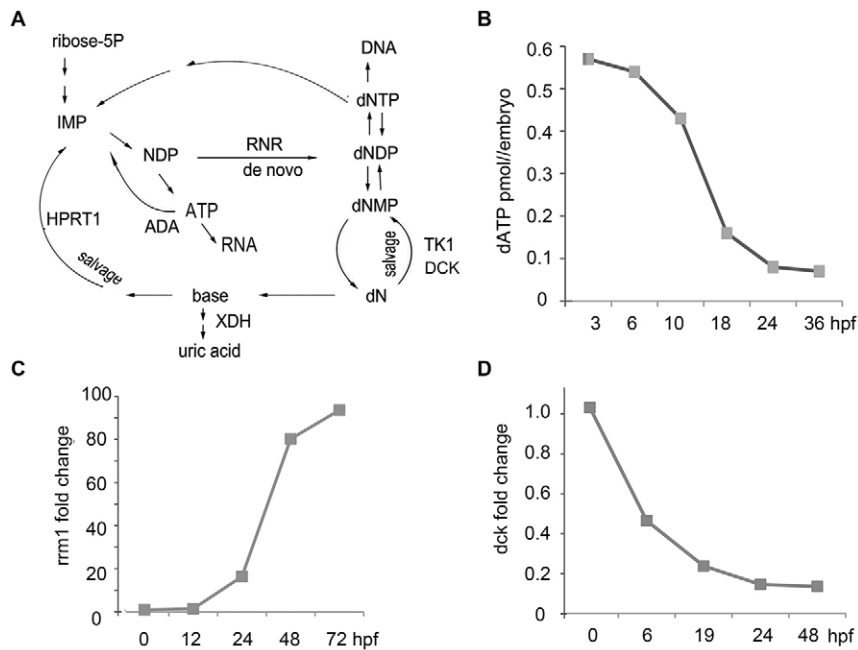 A
ribose-5P
IMP
NDP
RNR
de novo
ATP
ADA
RNA
HPRT1
salvage
base
XDH
uric acid
DNA
dNTP
dNDP
dNMP
salvage
TK1
DCK
dN
B
dATP pmol//embryo
0.6
0.5
0.4
0.3
0.2
0.1
0
3 6 10 18 24 36 hpf
C
rrm1 fold change
100
80
60
40
20
0
0 12 24 48 72 hpf
D
dck fold change
1.0
0.8
0.6
0.4
0.2
0
0 6 19 24 48 hpf